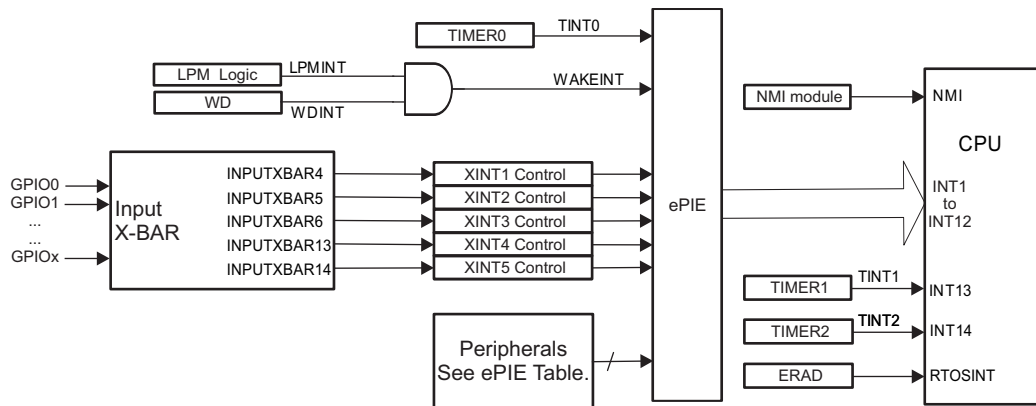 TIMER0
TINT0
LPM Logic
LPMINT
WD
WDINT
WAKEINT
GPIO0
GPIO1
...
...
GPIOx
Input
X-BAR
INPUTXBAR4
INPUTXBAR5
INPUTXBAR6
INPUTXBAR13
INPUTXBAR14
XINT1 Control
XINT2 Control
XINT3 Control
XINT4 Control
XINT5 Control
Peripherals
See ePIE Table.
ePIE
NMI module
NMI
CPU
INT1
to
INT12
TIMER1
TINT1
INT13
TIMER2
TINT2
INT14
ERAD
RTOSINT